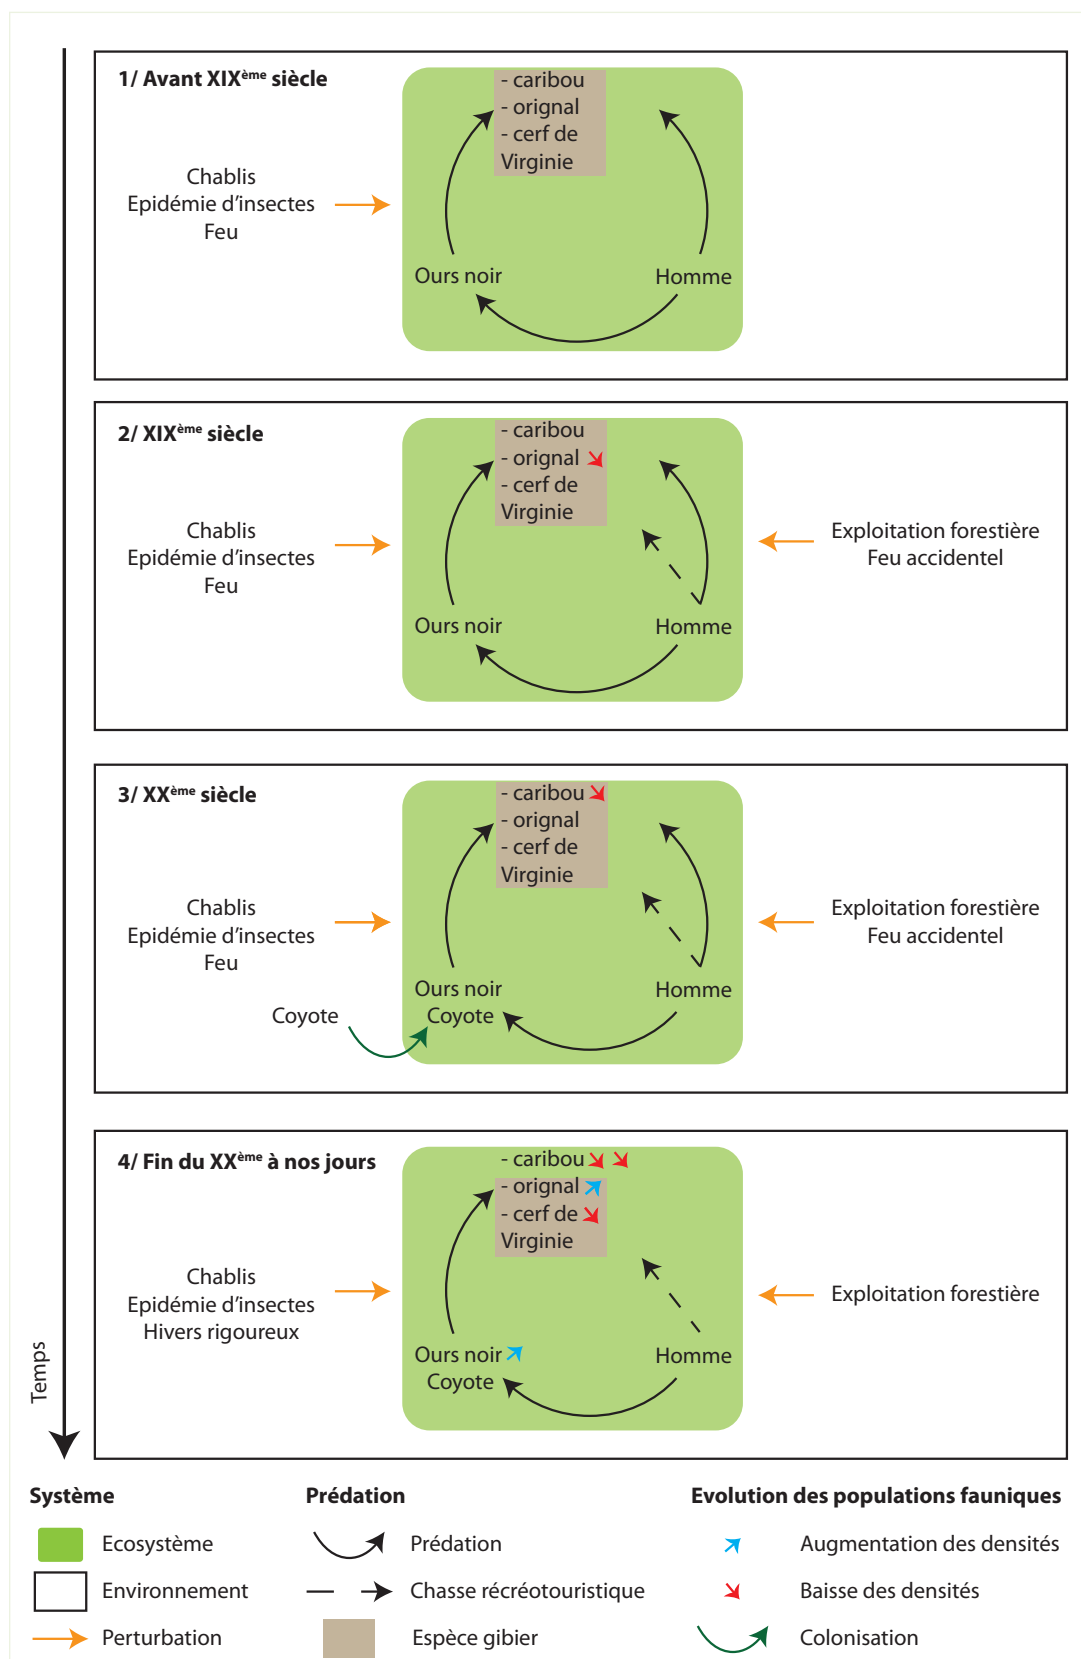 1/ Avant XIXème siècle
- caribou
- orignal
- cerf de
Virginie
Chablis
Epidémie d'insectes
Feu
Ours noir
Homme
2/ XIXème siècle
- caribou
- orignal
- cerf de
Virginie
Chablis
Epidémie d'insectes
Feu
Exploitation forestière
Feu accidentel
Ours noir
Homme
3/ XXème siècle
- caribou
- orignal
- cerf de
Virginie
Chablis
Epidémie d'insectes
Feu
Exploitation forestière
Feu accidentel
Ours noir
Coyote
Homme
Coyote
4/ Fin du XXème à nos jours
- caribou
- orignal
- cerf de
Virginie
Chablis
Epidémie d'insectes
Hivers rigoureux
Exploitation forestière
Ours noir
Coyote
Homme
Temps
Système
Ecosystème
Environnement
Perturbation
Prédation
Prédation
Chasse récréotouristique
Espèce gibier
Evolution des populations fauniques
Augmentation des densités
Baisse des densités
Colonisation